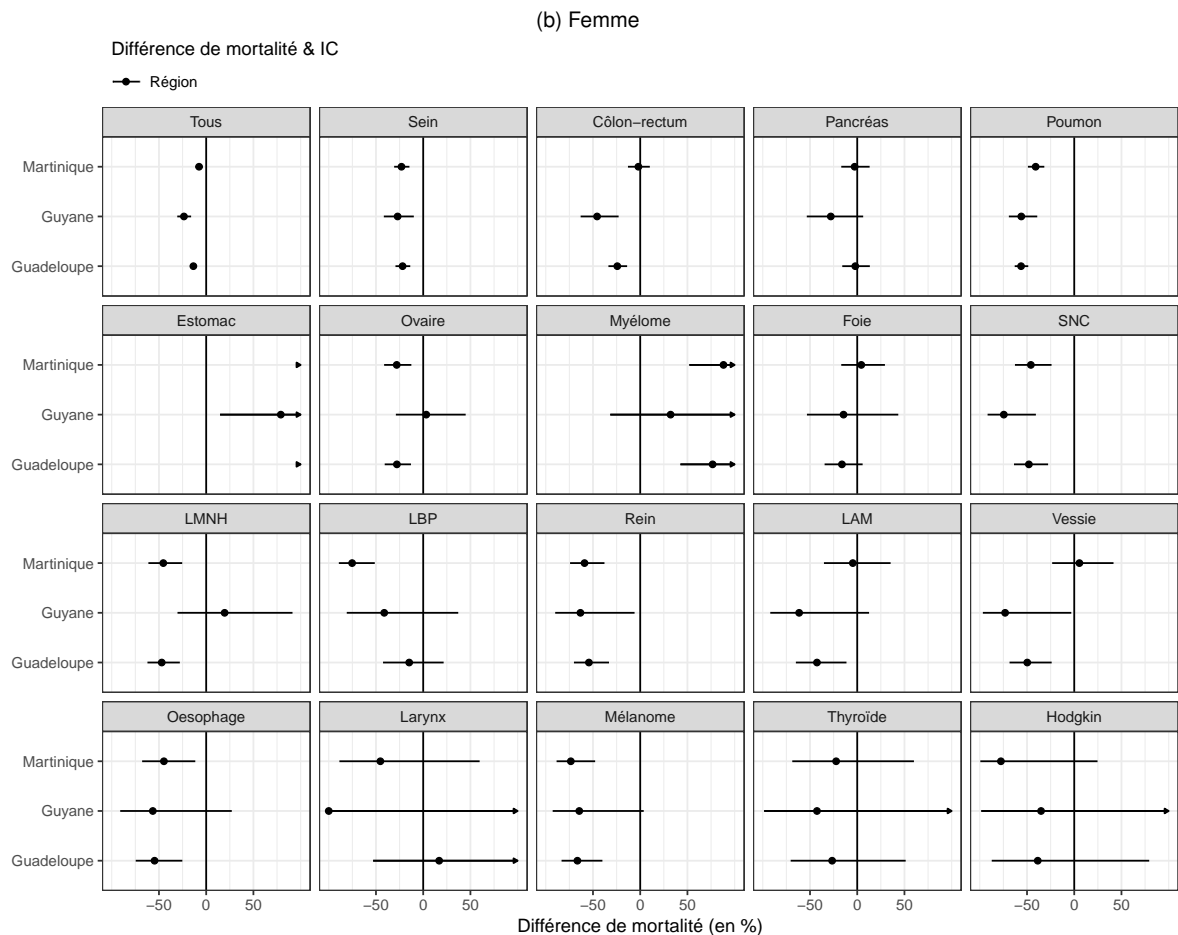 (b) Femme
Différence de mortalité & IC
Région
Tous Sein Côlon−rectum Pancréas Poumon
Martinique
Guyane
Guadeloupe
Estomac Ovaire Myélome Foie SNC
Martinique
Guyane
Guadeloupe
LMNH LBP Rein LAM Vessie
Martinique
Guyane
Guadeloupe
Oesophage Larynx Mélanome Thyroïde Hodgkin
Martinique
Guyane
Guadeloupe
−50 0 50 −50 0 50 −50 0 50 −50 0 50 −50 0 50
Différence de mortalité (en %)